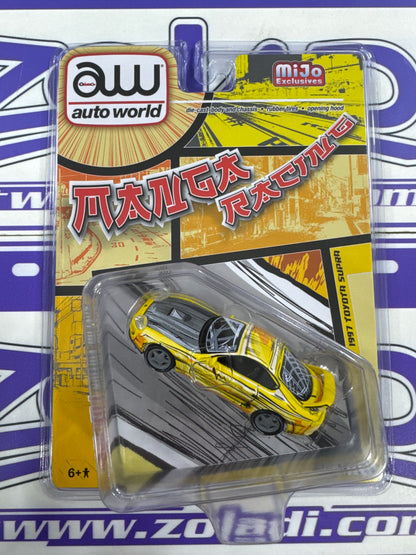 aw
auto world
MiJo
Exclusives
die-cast body and chassis • rubber tires • opening hood
MANGA
RACING
1997 TOYOTA SUPRA
30
6+
www.zoladi.com